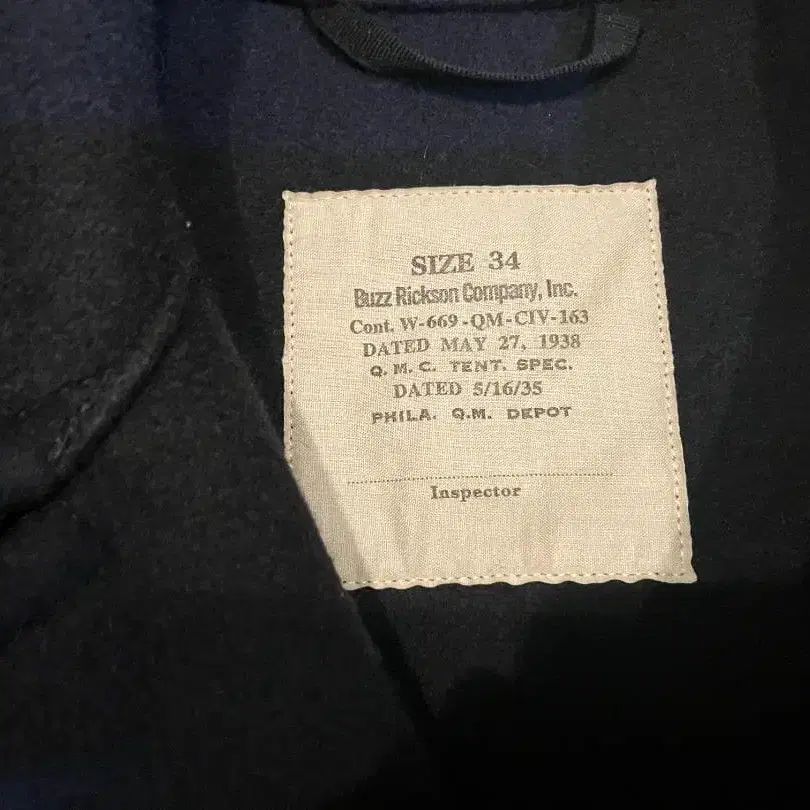 SIZE 34
Buzz Rickson Company, Inc.
Cont. W-669-QM-CIV-163
DATED MAY 27, 1938
Q. M. C. TENT. SPEC.
DATED 5/16/35
PHILA. Q.M. DEPOT
Inspector